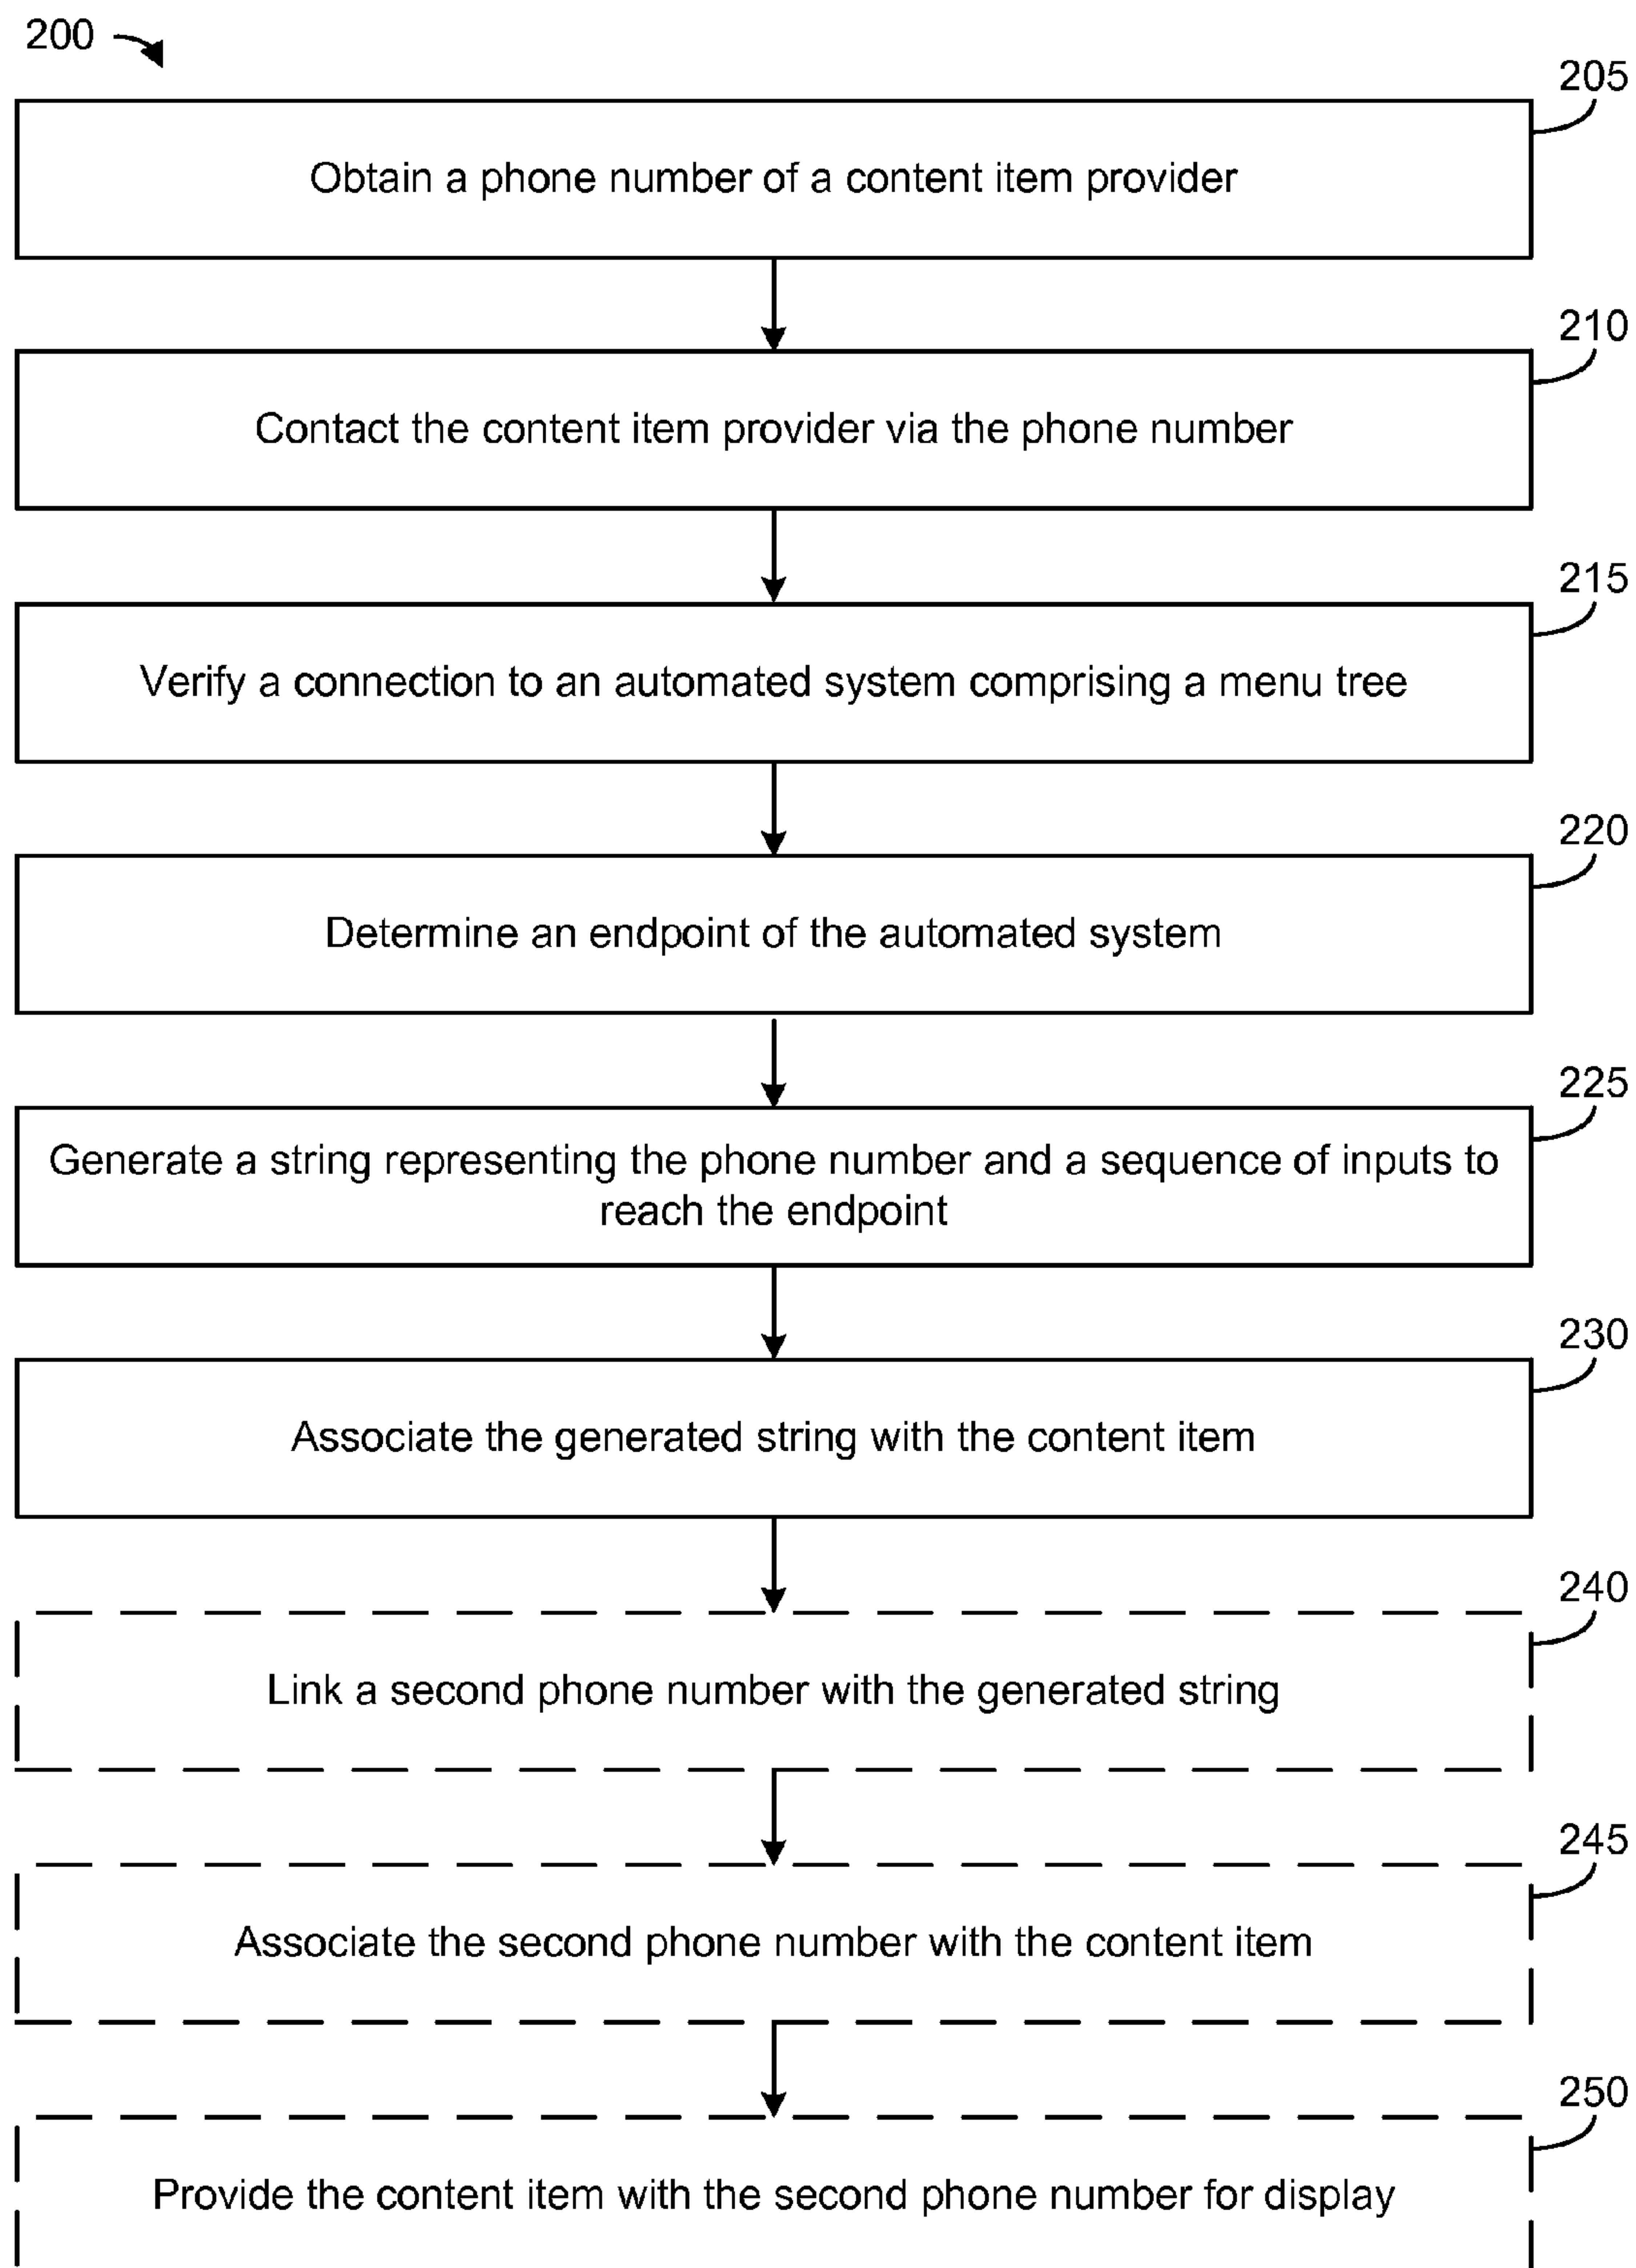 200
205
Obtain a phone number of a content item provider
210
Contact the content item provider via the phone number
215
Verify a connection to an automated system comprising a menu tree
220
Determine an endpoint of the automated system
225
Generate a string representing the phone number and a sequence of inputs to
reach the endpoint
230
Associate the generated string with the content item
240
Link a second phone number with the generated string
245
Associate the second phone number with the content item
250
Provide the content item with the second phone number for display